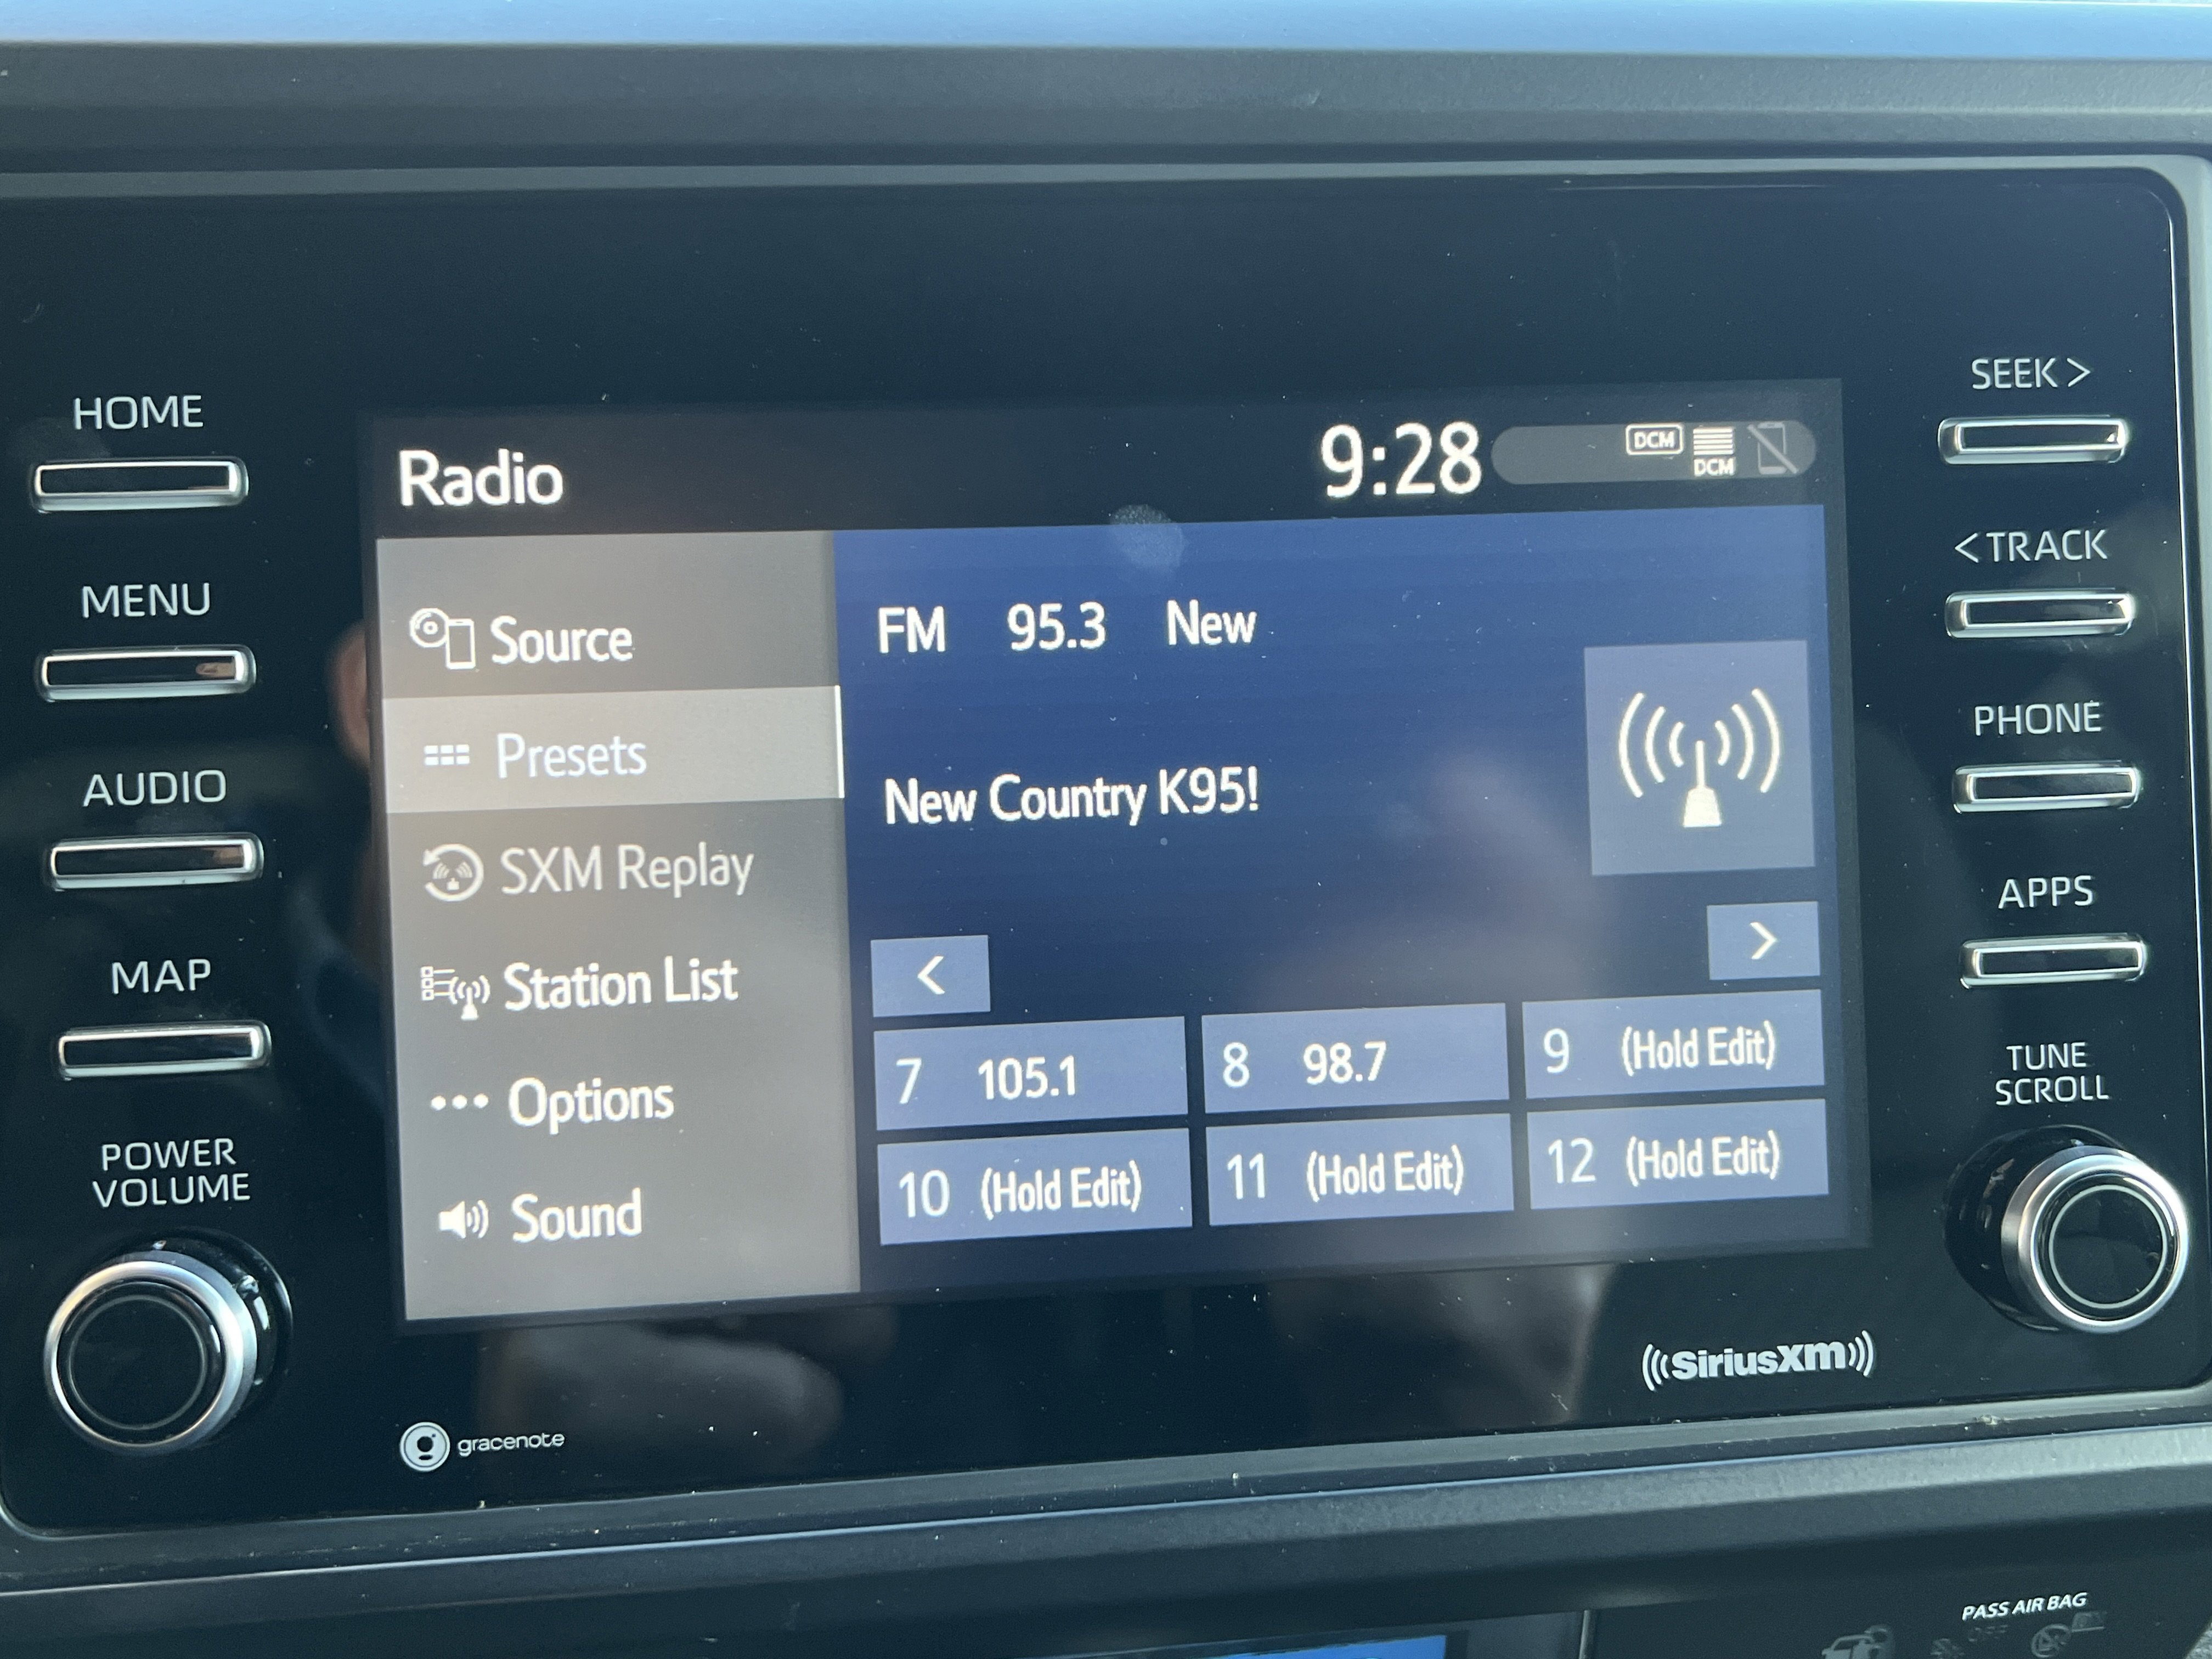 HOME
MENU
AUDIO
MAP
POWER
VOLUME
Radio
9:28
DCM
DCM
Source
Presets
SXM Replay
Station List
Options
Sound
FM 95.3 New
New Country K95!
<
>
7 105.1
8 98.7
9 (Hold Edit)
10 (Hold Edit)
11 (Hold Edit)
12 (Hold Edit)
SEEK >
< TRACK
PHONE
APPS
TUNE
SCROLL
gracenote
SiriusXM
PASS AIR BAG
OFF